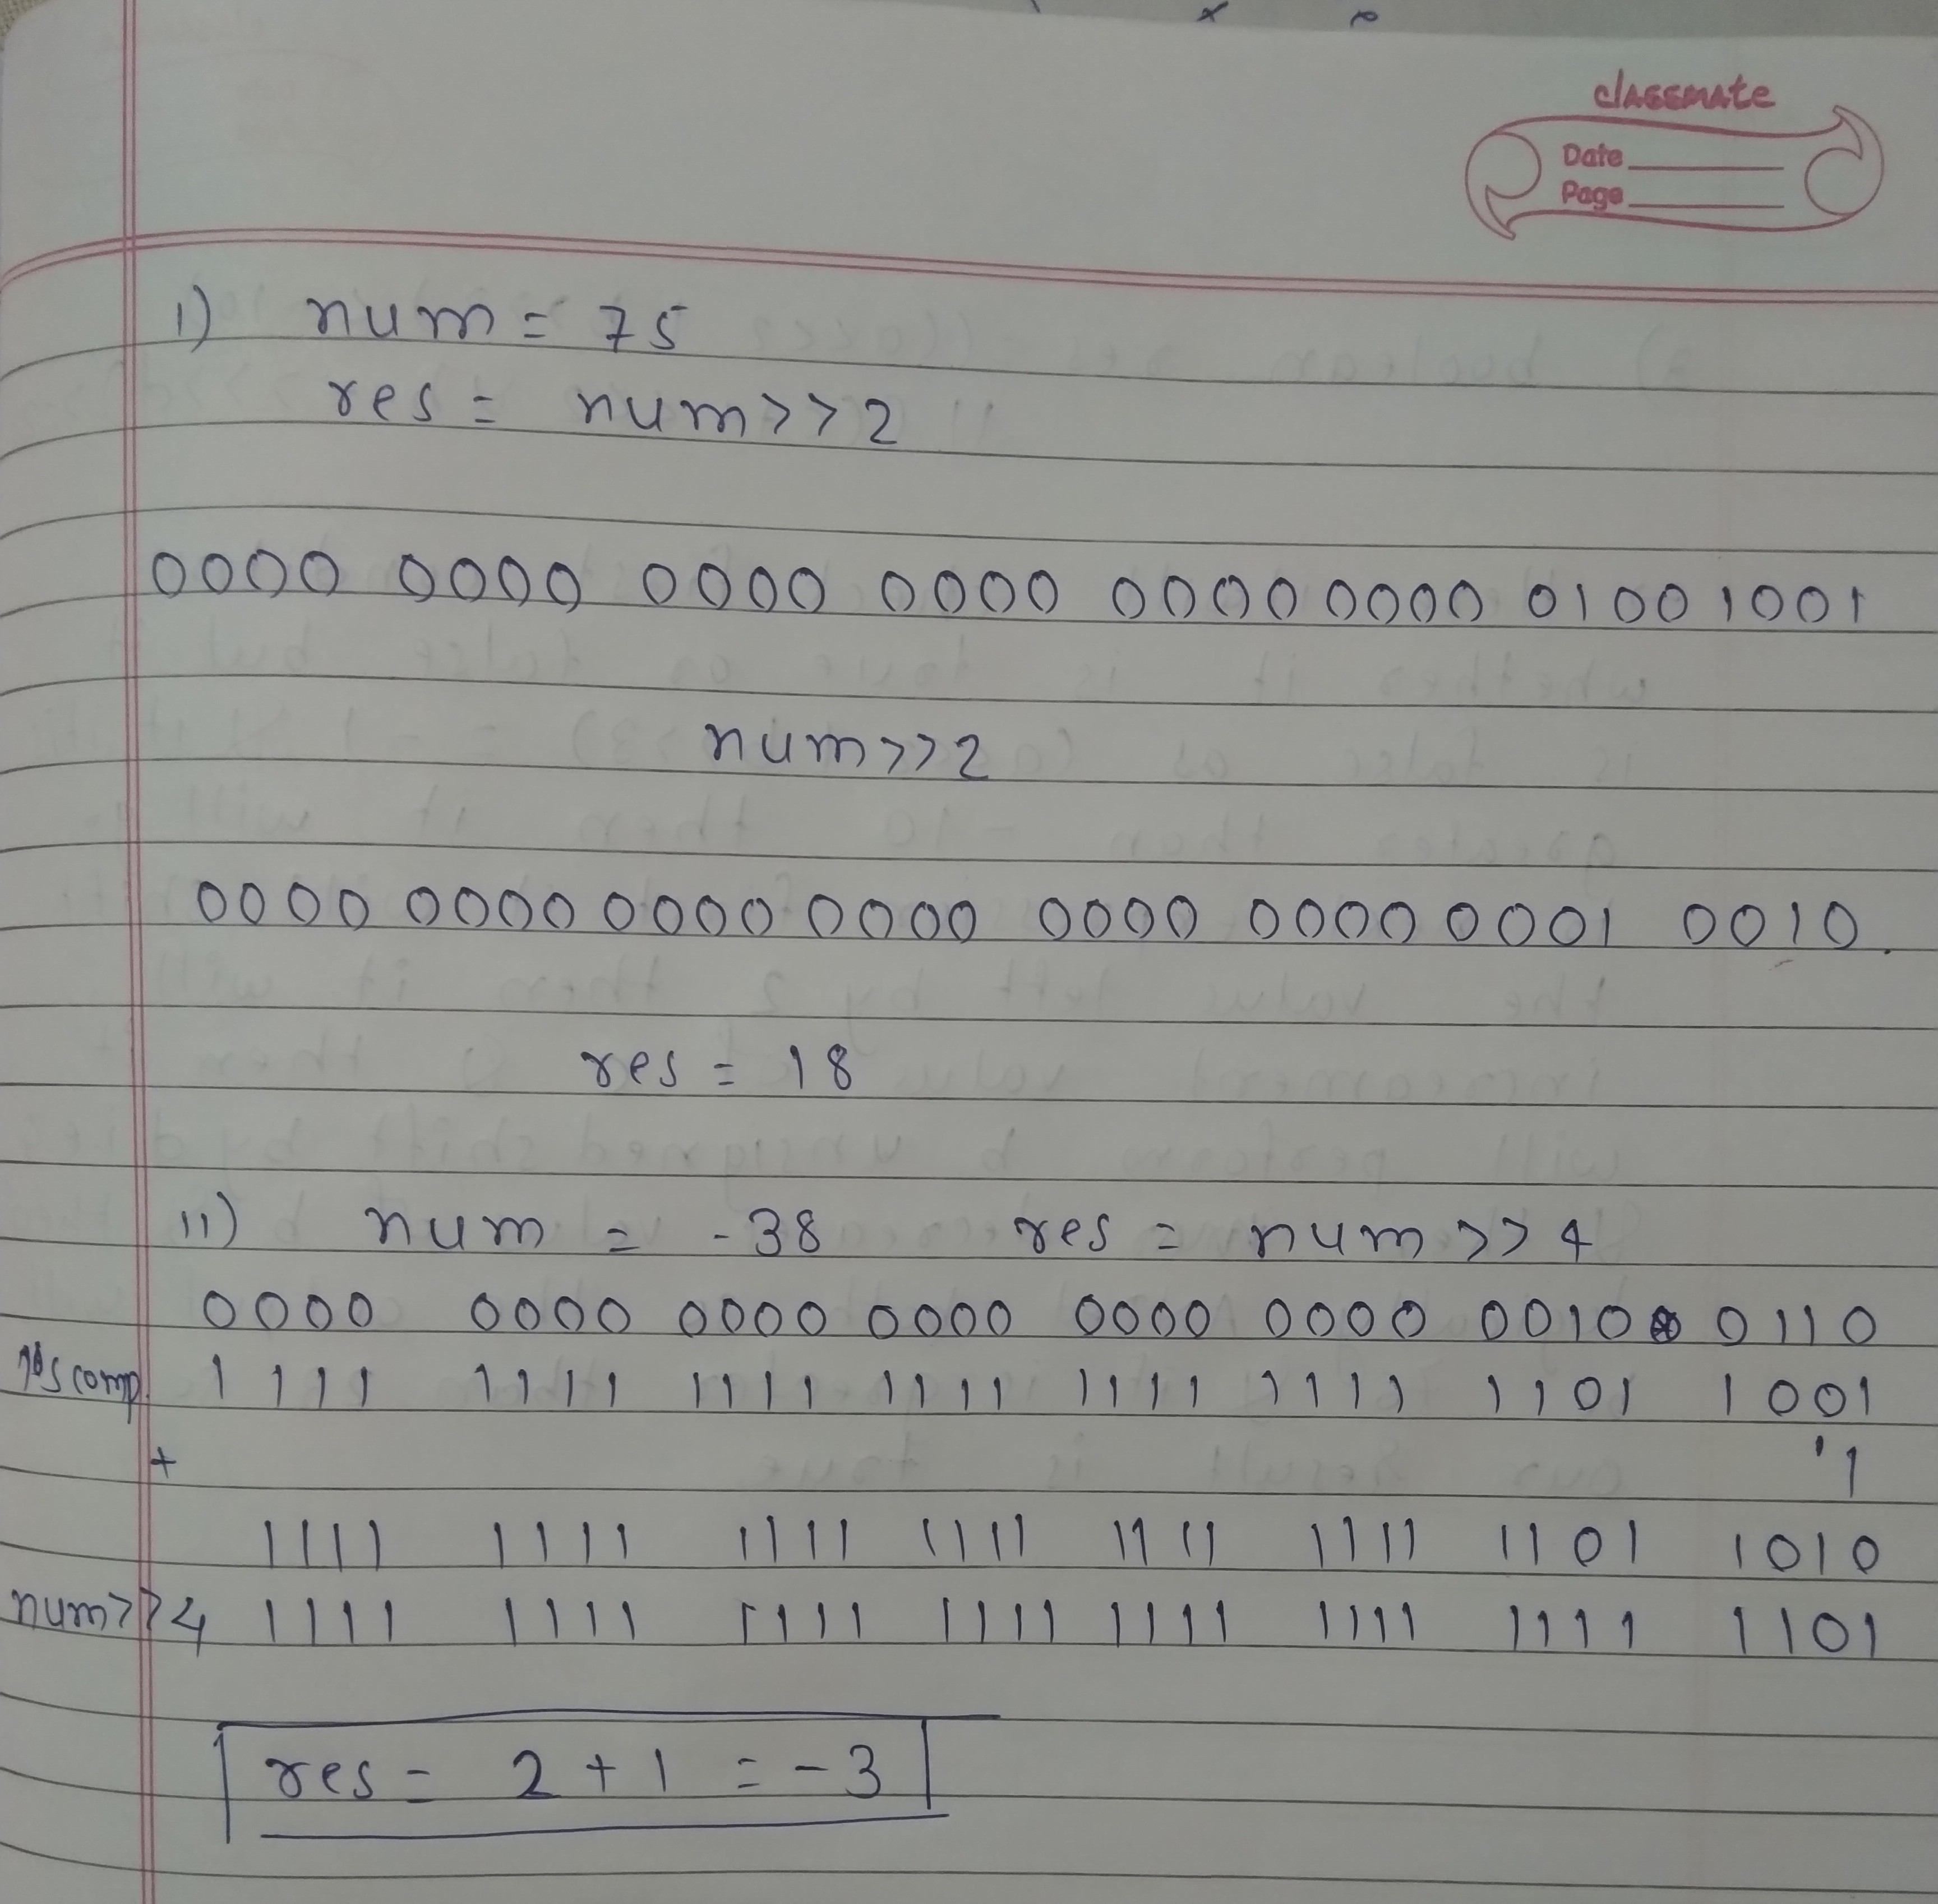 classmate
Date
Page
1) num = 75
res = num >> 2
0000 0000 0000 0000 0000 0000 0100 1001
num >> 2
0000 0000 0000 0000 0000 0000 0001 0010.
res = 18
11) num = -38 res = num >> 4
0000 0000 0000 0000 0000 0000 0010 0110
1's comp. 1111 1111 1111 1111 1111 1111 1101 1001
+ 1
1111 1111 1111 1111 1111 1111 1101 1010
num >> 4 1111 1111 1111 1111 1111 1111 1111 1101
res = 2 + 1 = -3